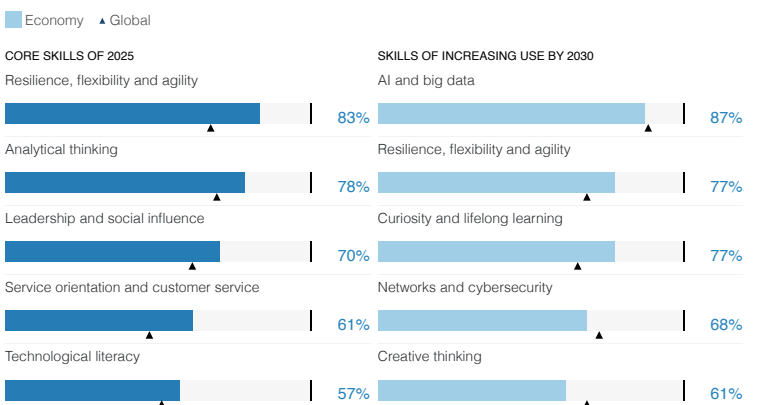 Economy ▲ Global
CORE SKILLS OF 2025
Resilience, flexibility and agility
83%
Analytical thinking
78%
Leadership and social influence
70%
Service orientation and customer service
61%
Technological literacy
57%
SKILLS OF INCREASING USE BY 2030
AI and big data
87%
Resilience, flexibility and agility
77%
Curiosity and lifelong learning
77%
Networks and cybersecurity
68%
Creative thinking
61%